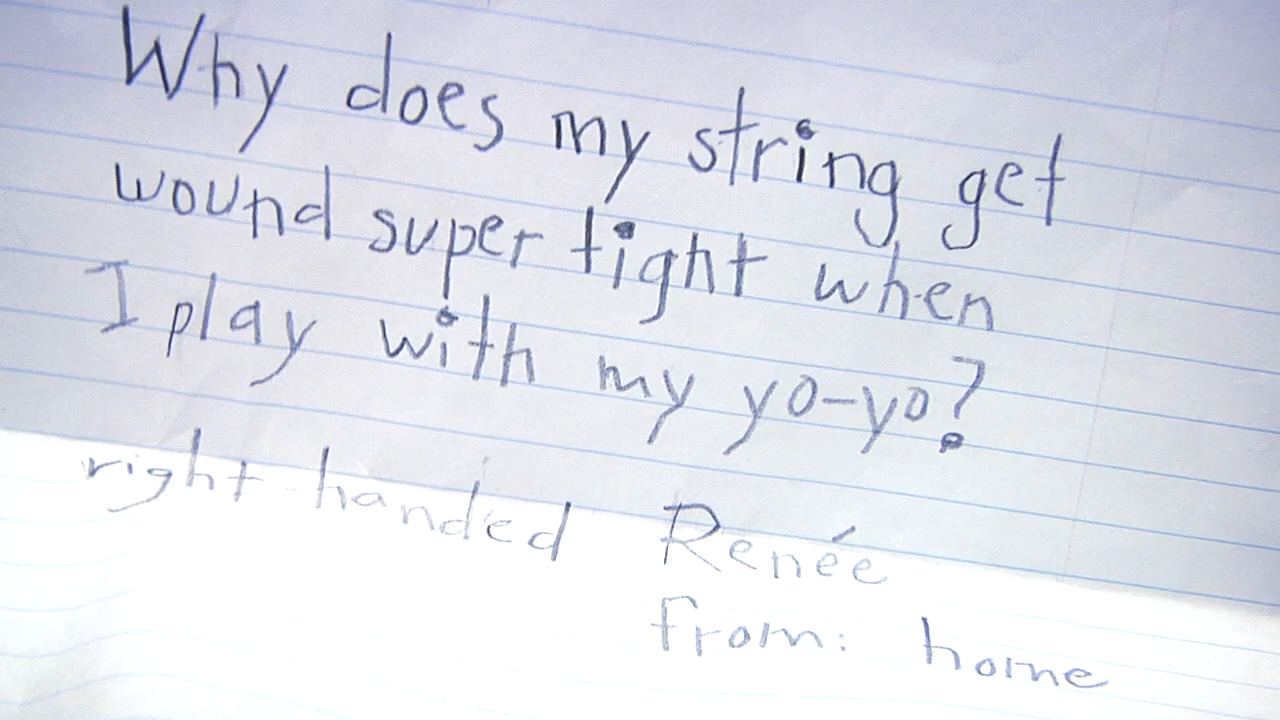 Why does my string get
wound super tight when
I play with my yo-yo?
right handed Renée
from: home